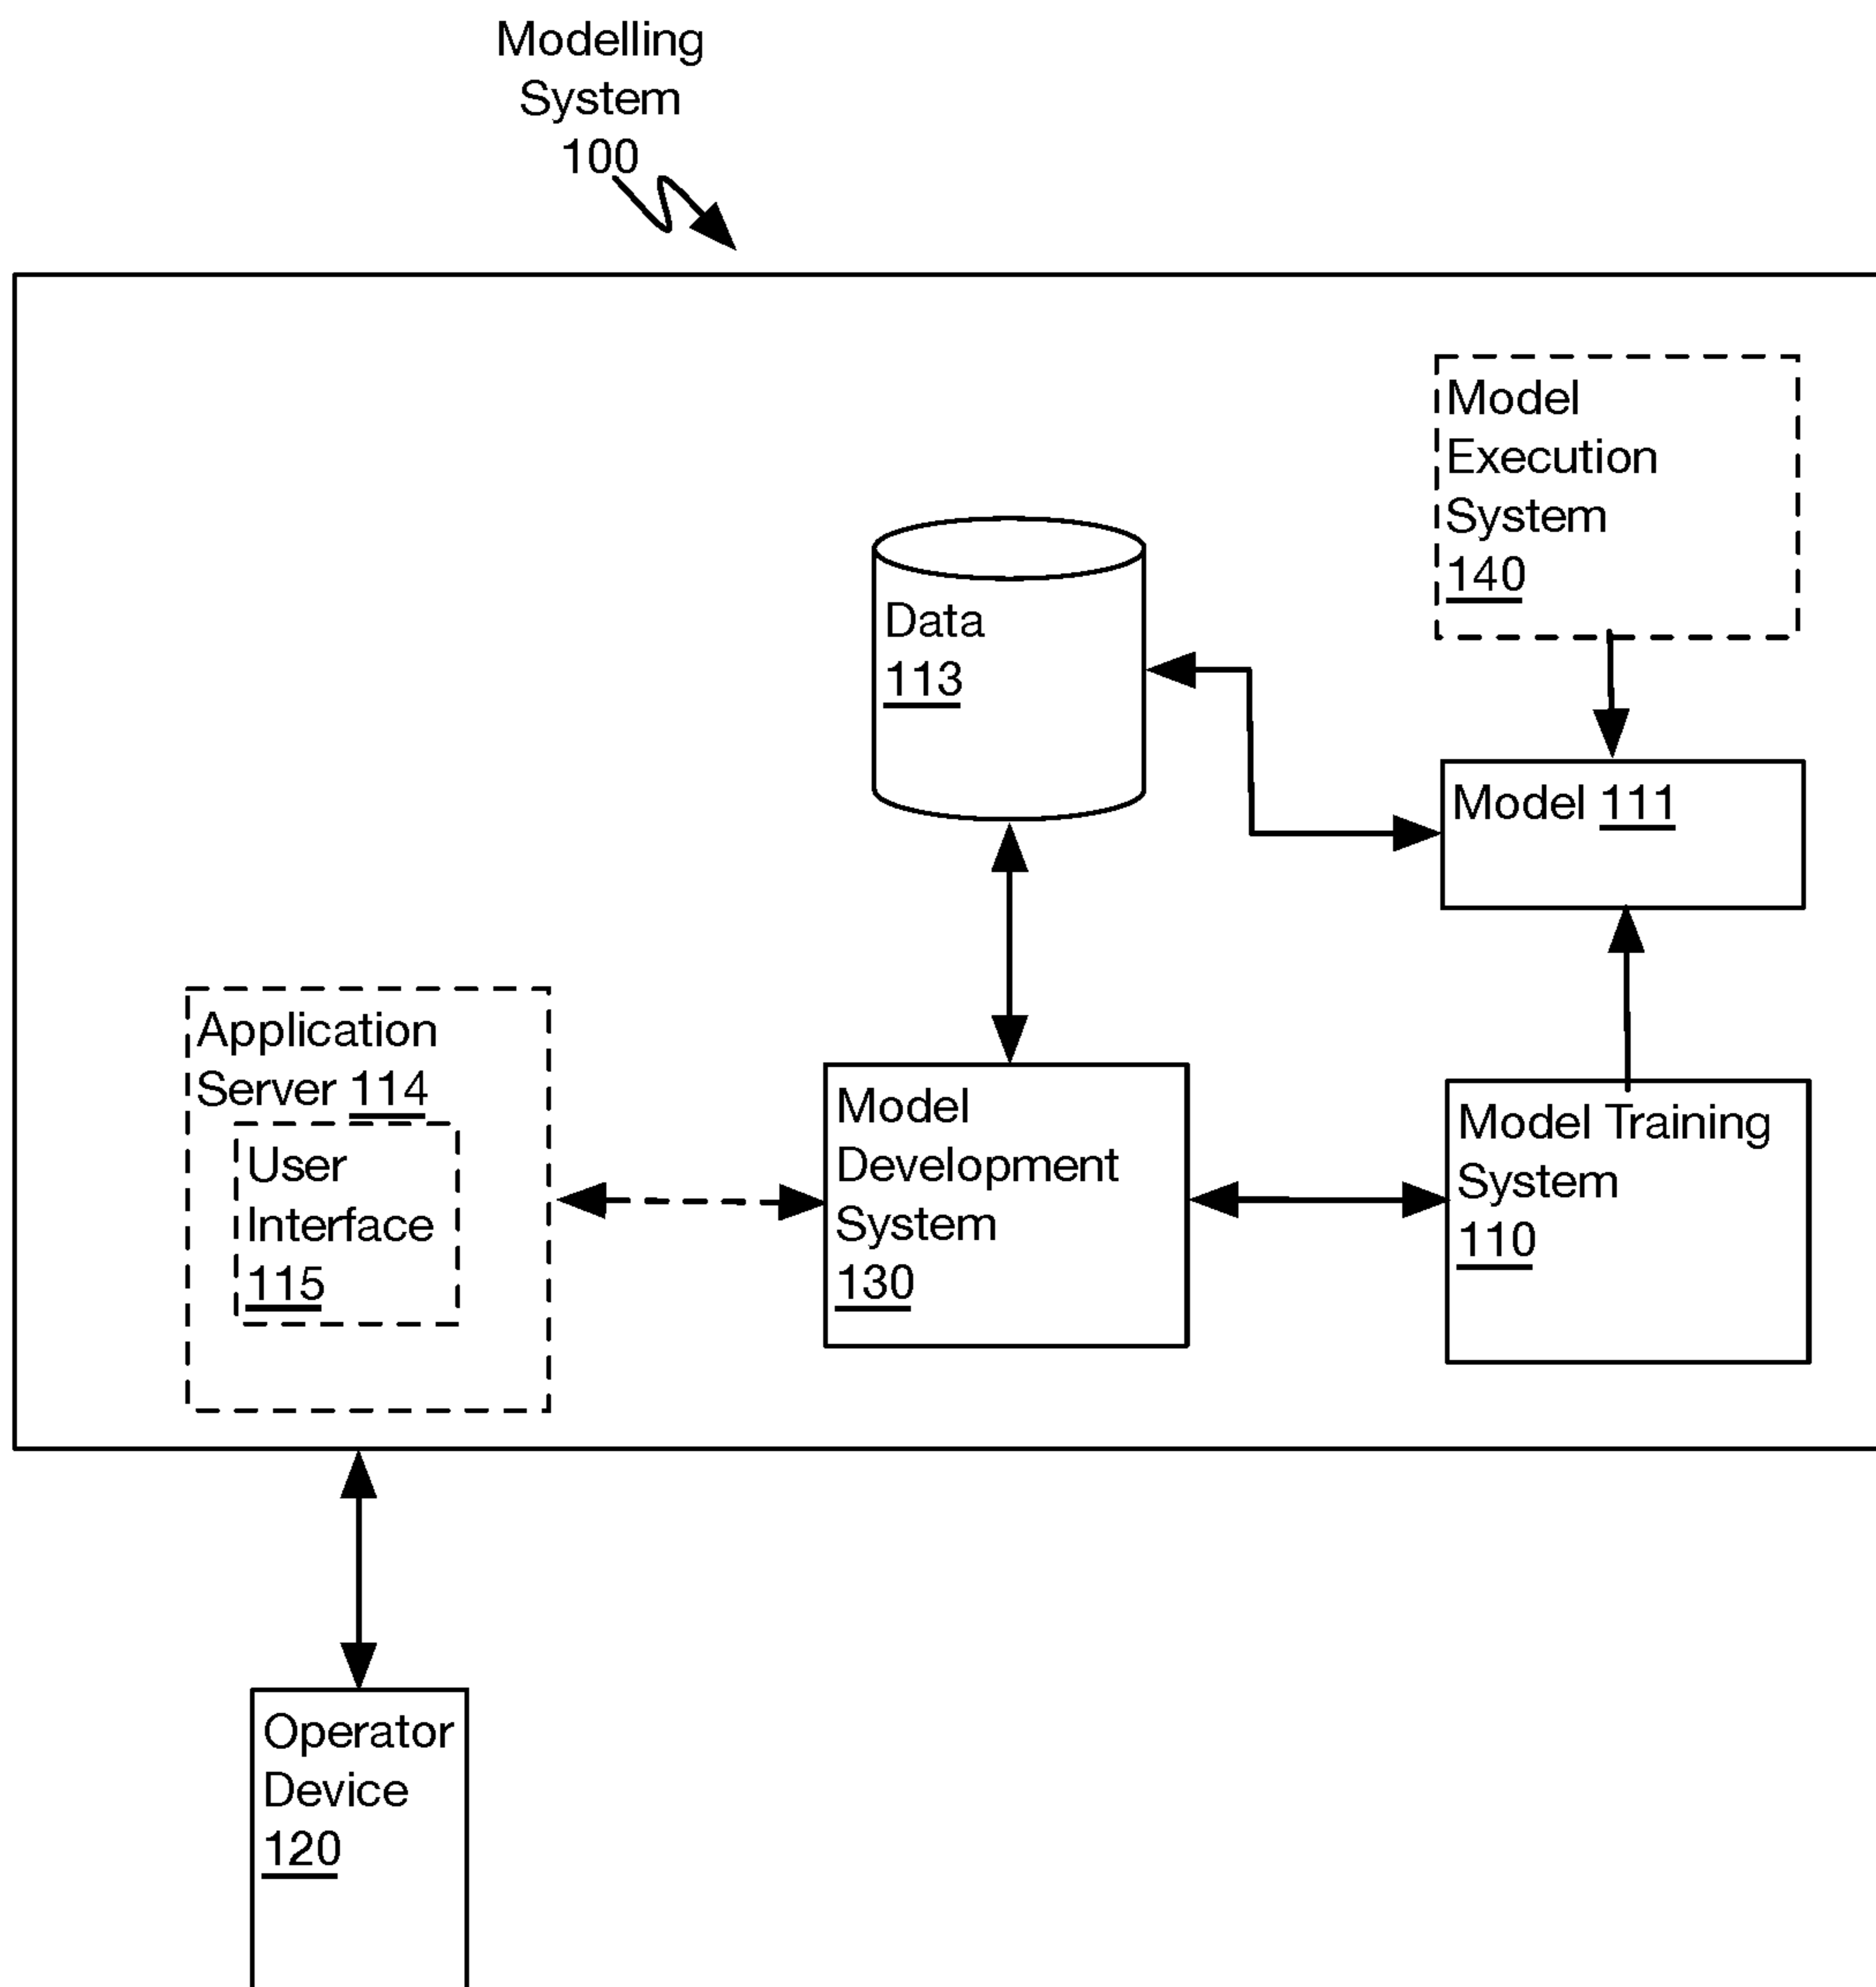 Modelling
System
100
Model
Execution
System
140
Data
113
Model 111
Application
Server 114
User
Interface
115
Model
Development
System
130
Model Training
System
110
Operator
Device
120